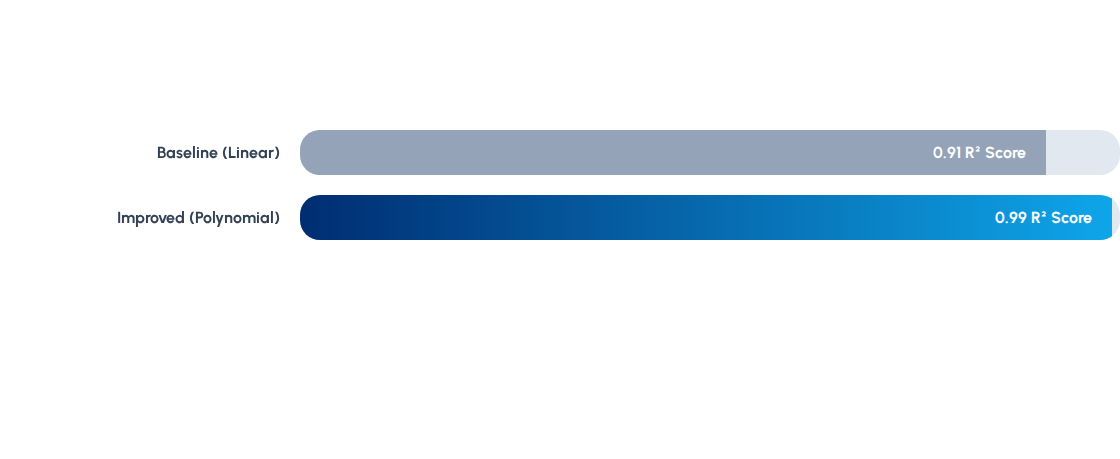 Baseline (Linear)
0.91 R² Score
Improved (Polynomial)
0.99 R² Score